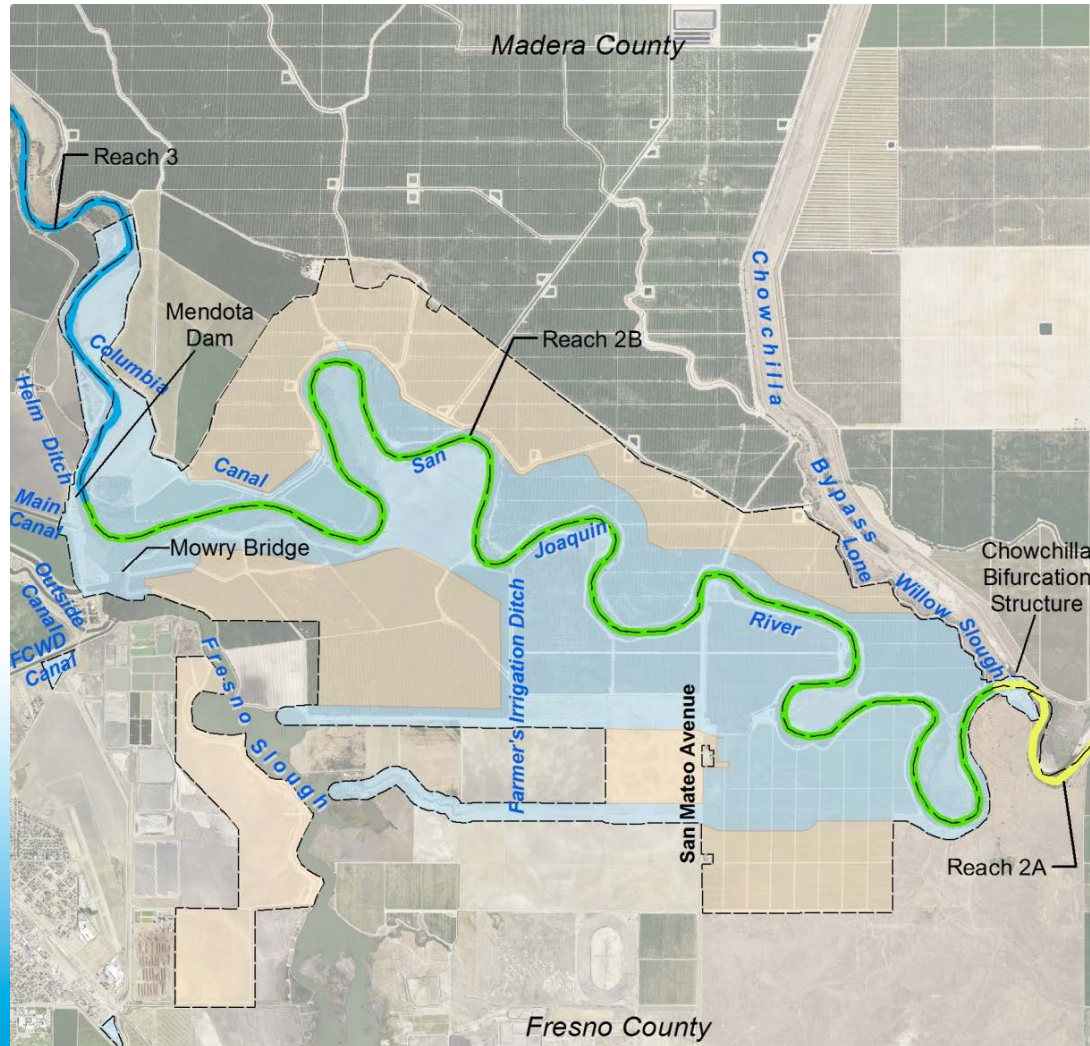 Madera County
Reach 3
Mendota
Dam
Columbia
Canal
Helm Ditch
Main
Canal
Mowry Bridge
Outside
Canal
FCWD
Canal
Fresno
Slough
Reach 2B
San
Joaquin
River
Farmer's Irrigation Ditch
San Mateo Avenue
Chowchilla
Bypass
Lone
Willow Slough
Chowchilla
Bifurcation
Structure
Reach 2A
Fresno County